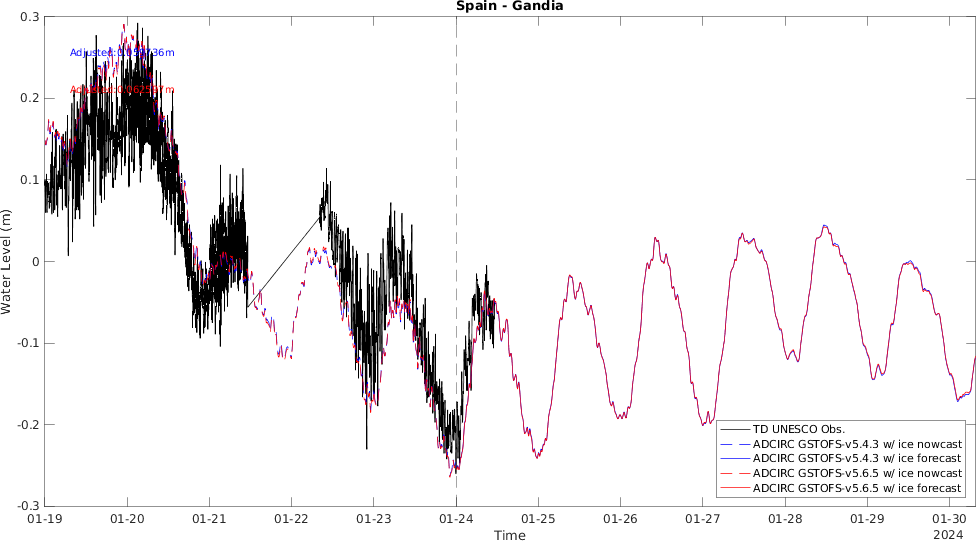 Spain - Gandia
0.3
0.2
0.1
0
-0.1
-0.2
-0.3
Water Level (m)
TD UNESCO Obs.
ADCIRC GSTOFS-v5.4.3 w/ ice nowcast
ADCIRC GSTOFS-v5.4.3 w/ ice forecast
ADCIRC GSTOFS-v5.6.5 w/ ice nowcast
ADCIRC GSTOFS-v5.6.5 w/ ice forecast
01-19 01-20 01-21 01-22 01-23 01-24 01-25 01-26 01-27 01-28 01-29 01-30
Time
2024